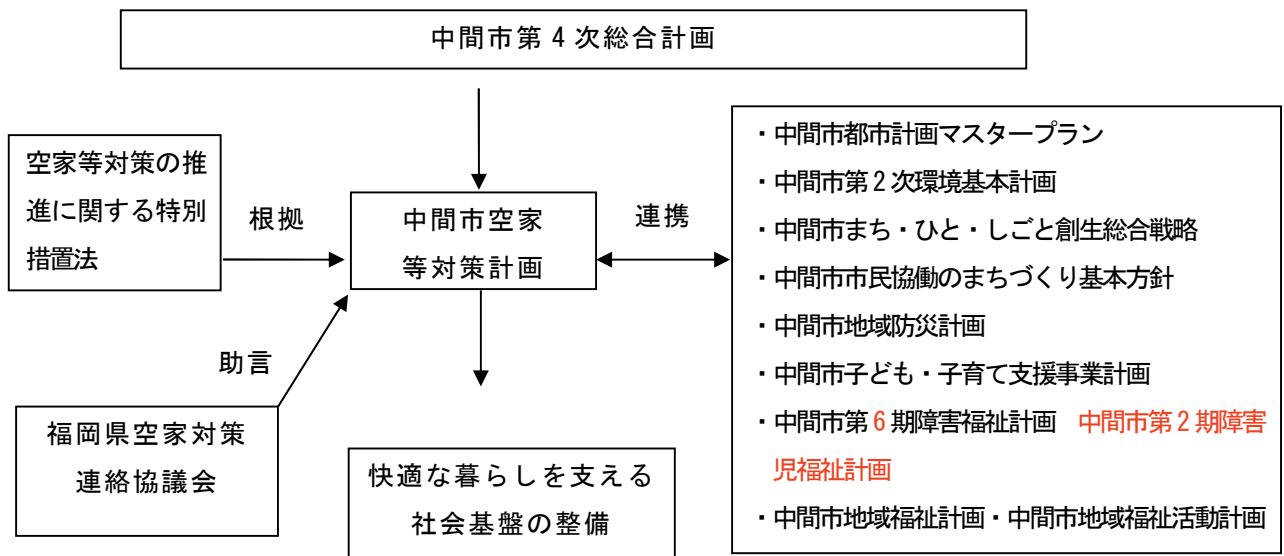 中間市第4次総合計画
空家等対策の推
進に関する特別
措置法
根拠
中間市空家
等対策計画
連携
・中間市都市計画マスタープラン
・中間市第2次環境基本計画
・中間市まち・ひと・しごと創生総合戦略
・中間市市民協働のまちづくり基本方針
・中間市地域防災計画
・中間市子ども・子育て支援事業計画
・中間市第6期障害福祉計画　中間市第2期障害
児福祉計画
・中間市地域福祉計画・中間市地域福祉活動計画
助言
福岡県空家対策
連絡協議会
快適な暮らしを支える
社会基盤の整備